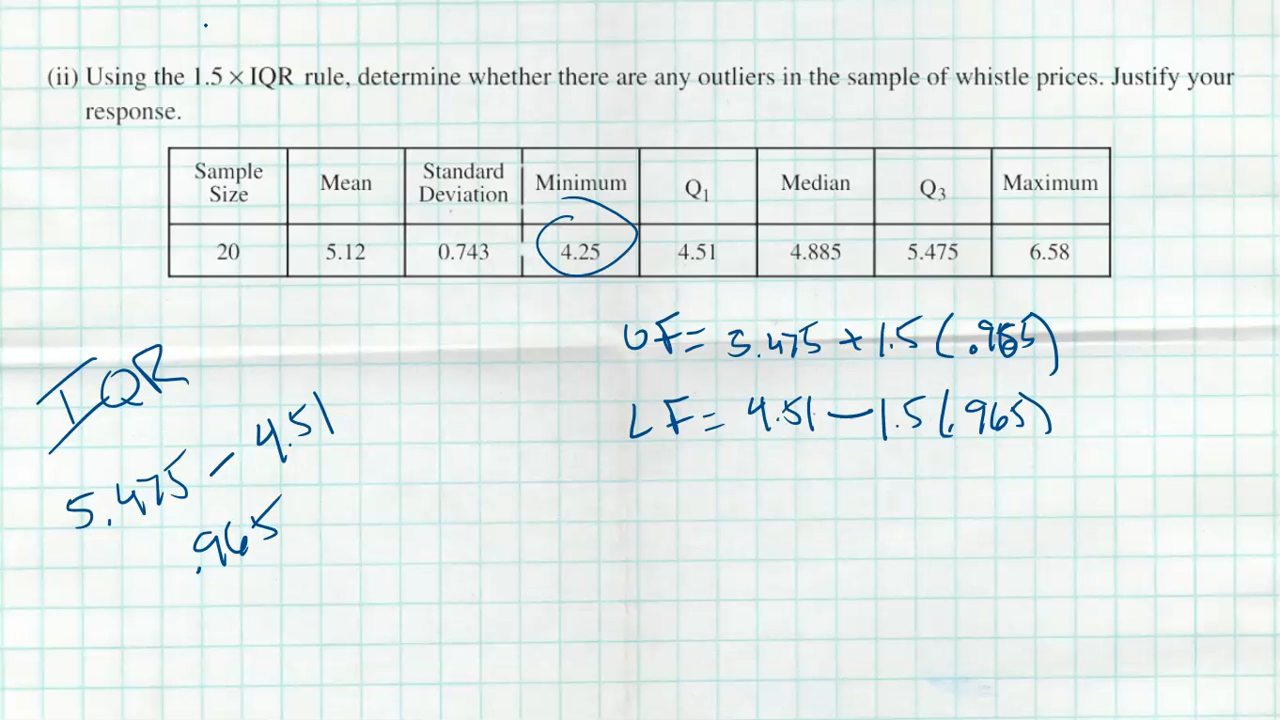 (ii) Using the 1.5 × IQR rule, determine whether there are any outliers in the sample of whistle prices. Justify your
response.
Sample Size Mean Standard Deviation Minimum Q1 Median Q3 Maximum
20 5.12 0.743 4.25 4.51 4.885 5.475 6.58
UF= 5.475 + 1.5 (.965)
LF= 4.51 – 1.5 (.965)
IQR
5.475 – 4.51
.965